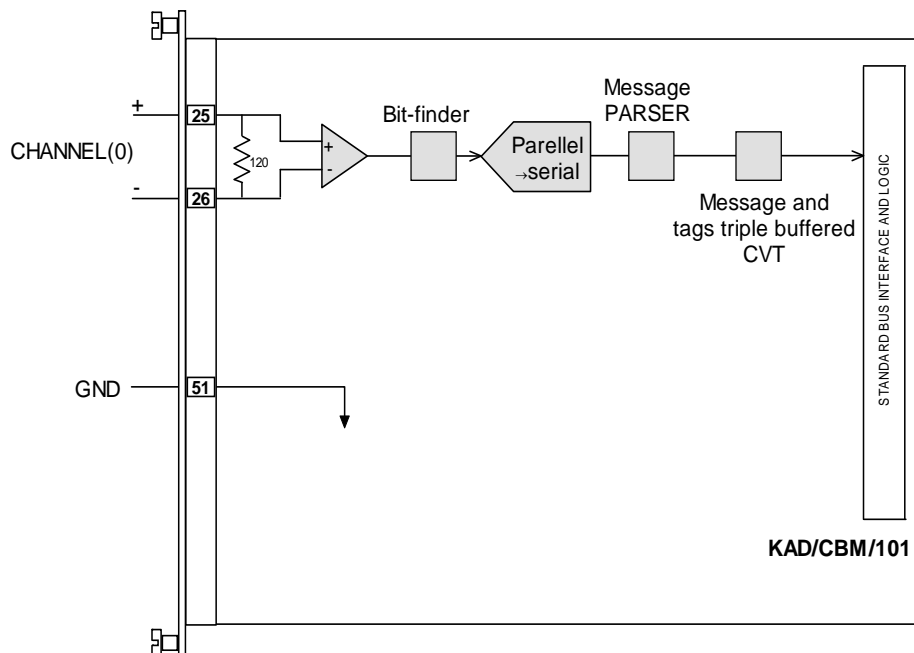 +
25
CHANNEL(0)
120
-
26
+
-
Bit-finder
Parellel
→serial
Message
PARSER
Message and
tags triple buffered
CVT
STANDARD BUS INTERFACE AND LOGIC
GND
51
KAD/CBM/101